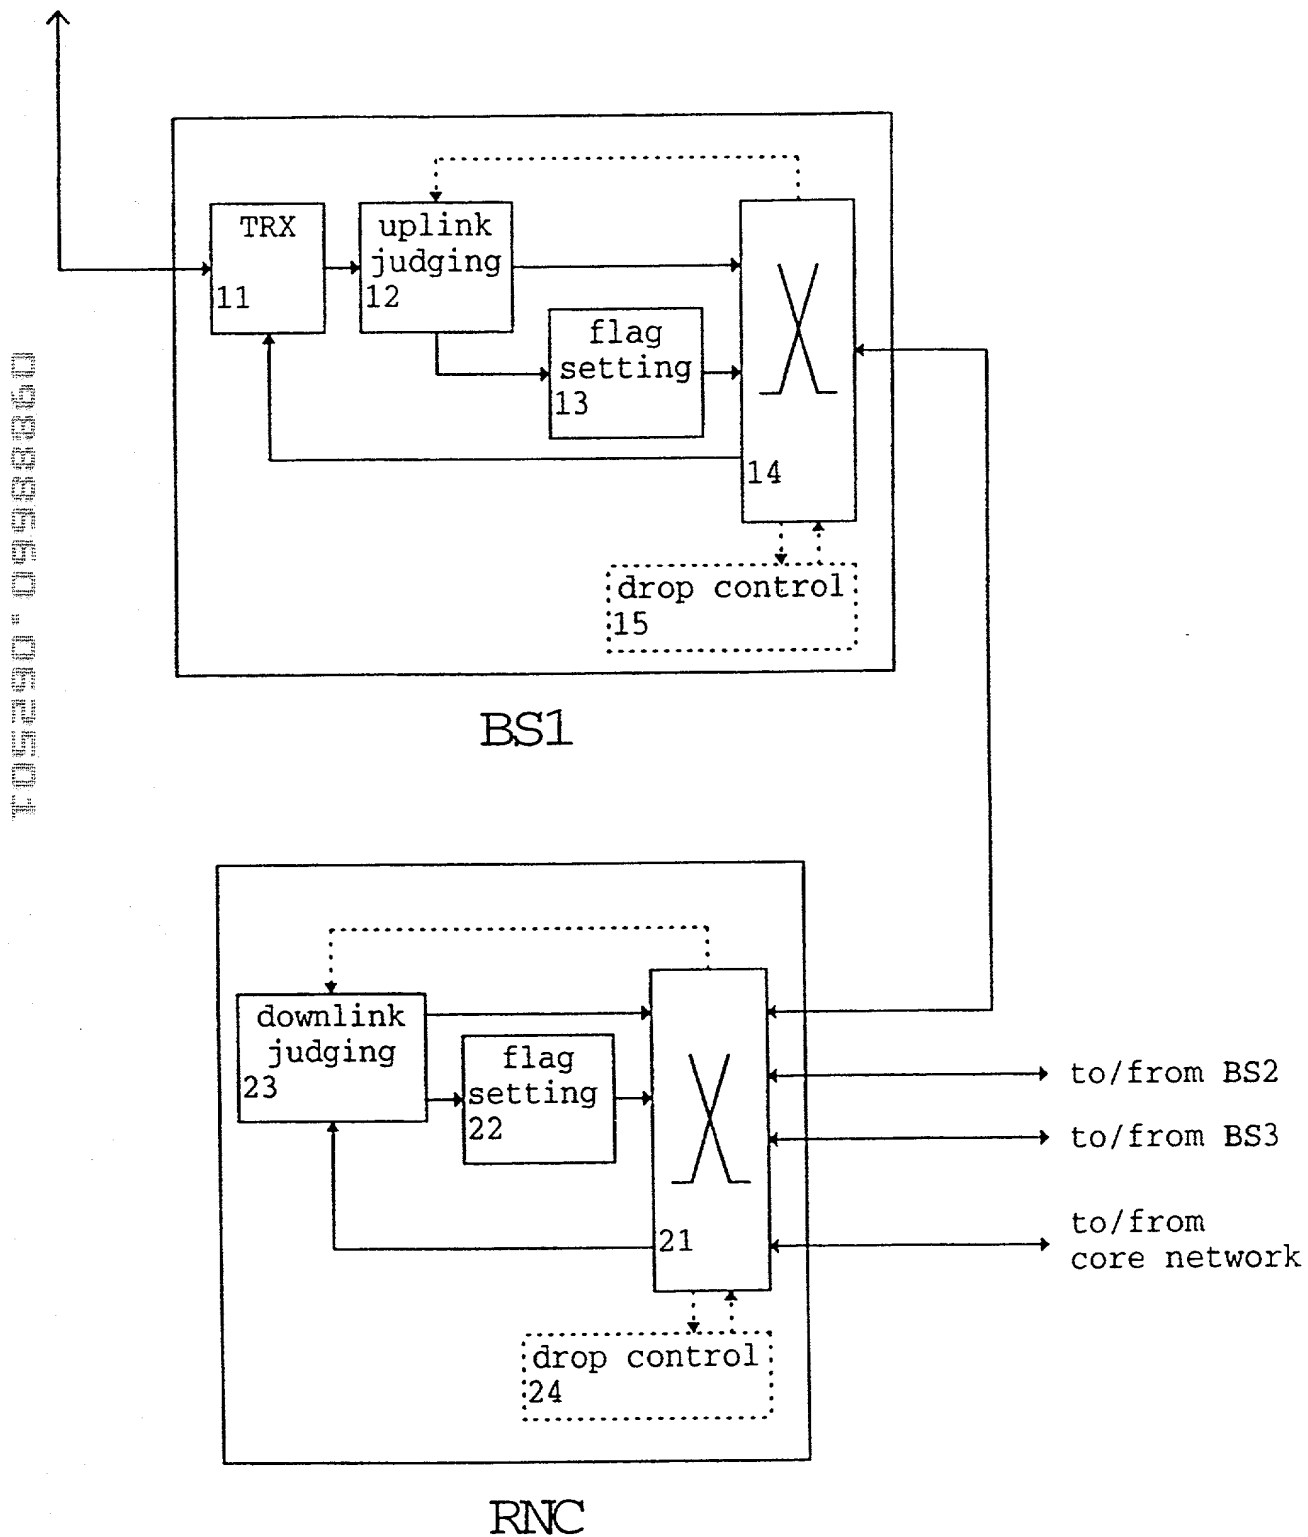 TRX
11
uplink
judging
12
flag
setting
13
14
drop control
15
BS1
downlink
judging
23
flag
setting
22
21
to/from BS2
to/from BS3
to/from
core network
drop control
24
RNC